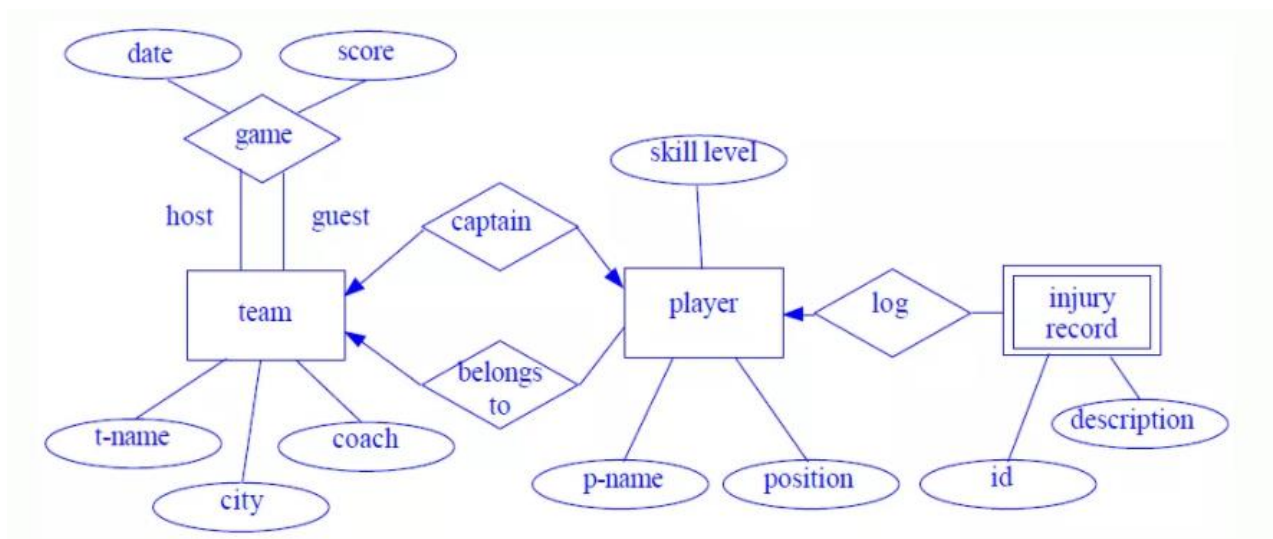 date
score
game
skill level
host
guest
captain
team
player
log
injury
record
belongs
to
t-name
coach
description
city
p-name
position
id